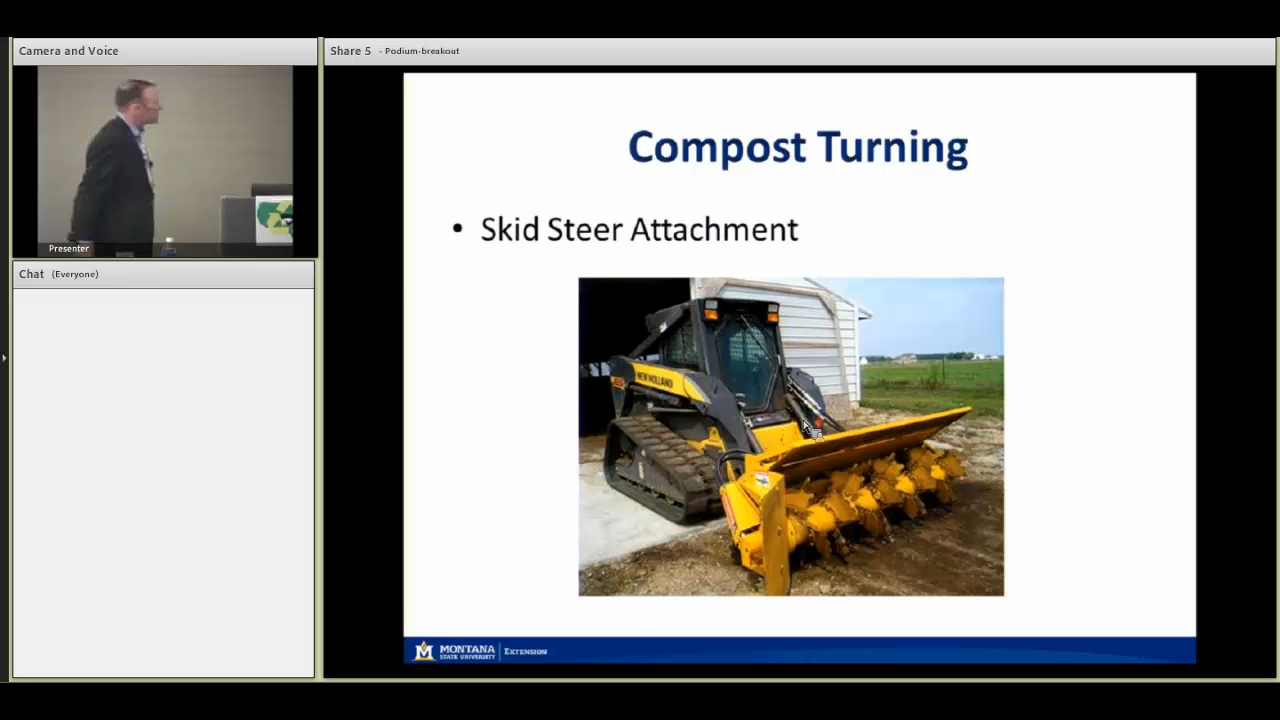 Camera and Voice
Share 5 - Podium-breakout
Presenter
Chat (Everyone)
Compost Turning
• Skid Steer Attachment
NEW HOLLAND
MONTANA
STATE UNIVERSITY
EXTENSION